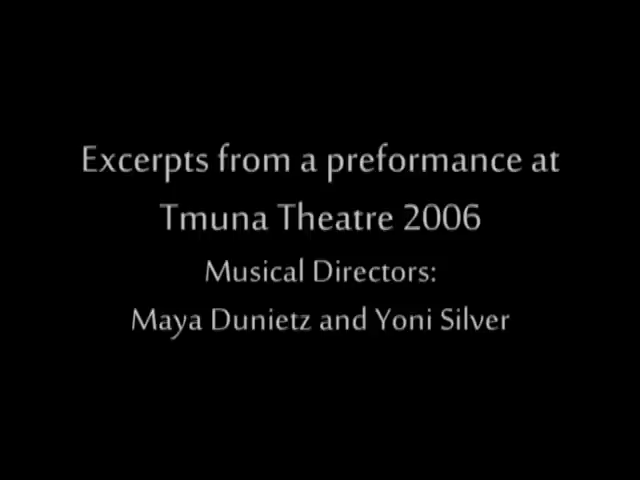 Excerpts from a preformance at
Tmuna Theatre 2006
Musical Directors:
Maya Dunietz and Yoni Silver